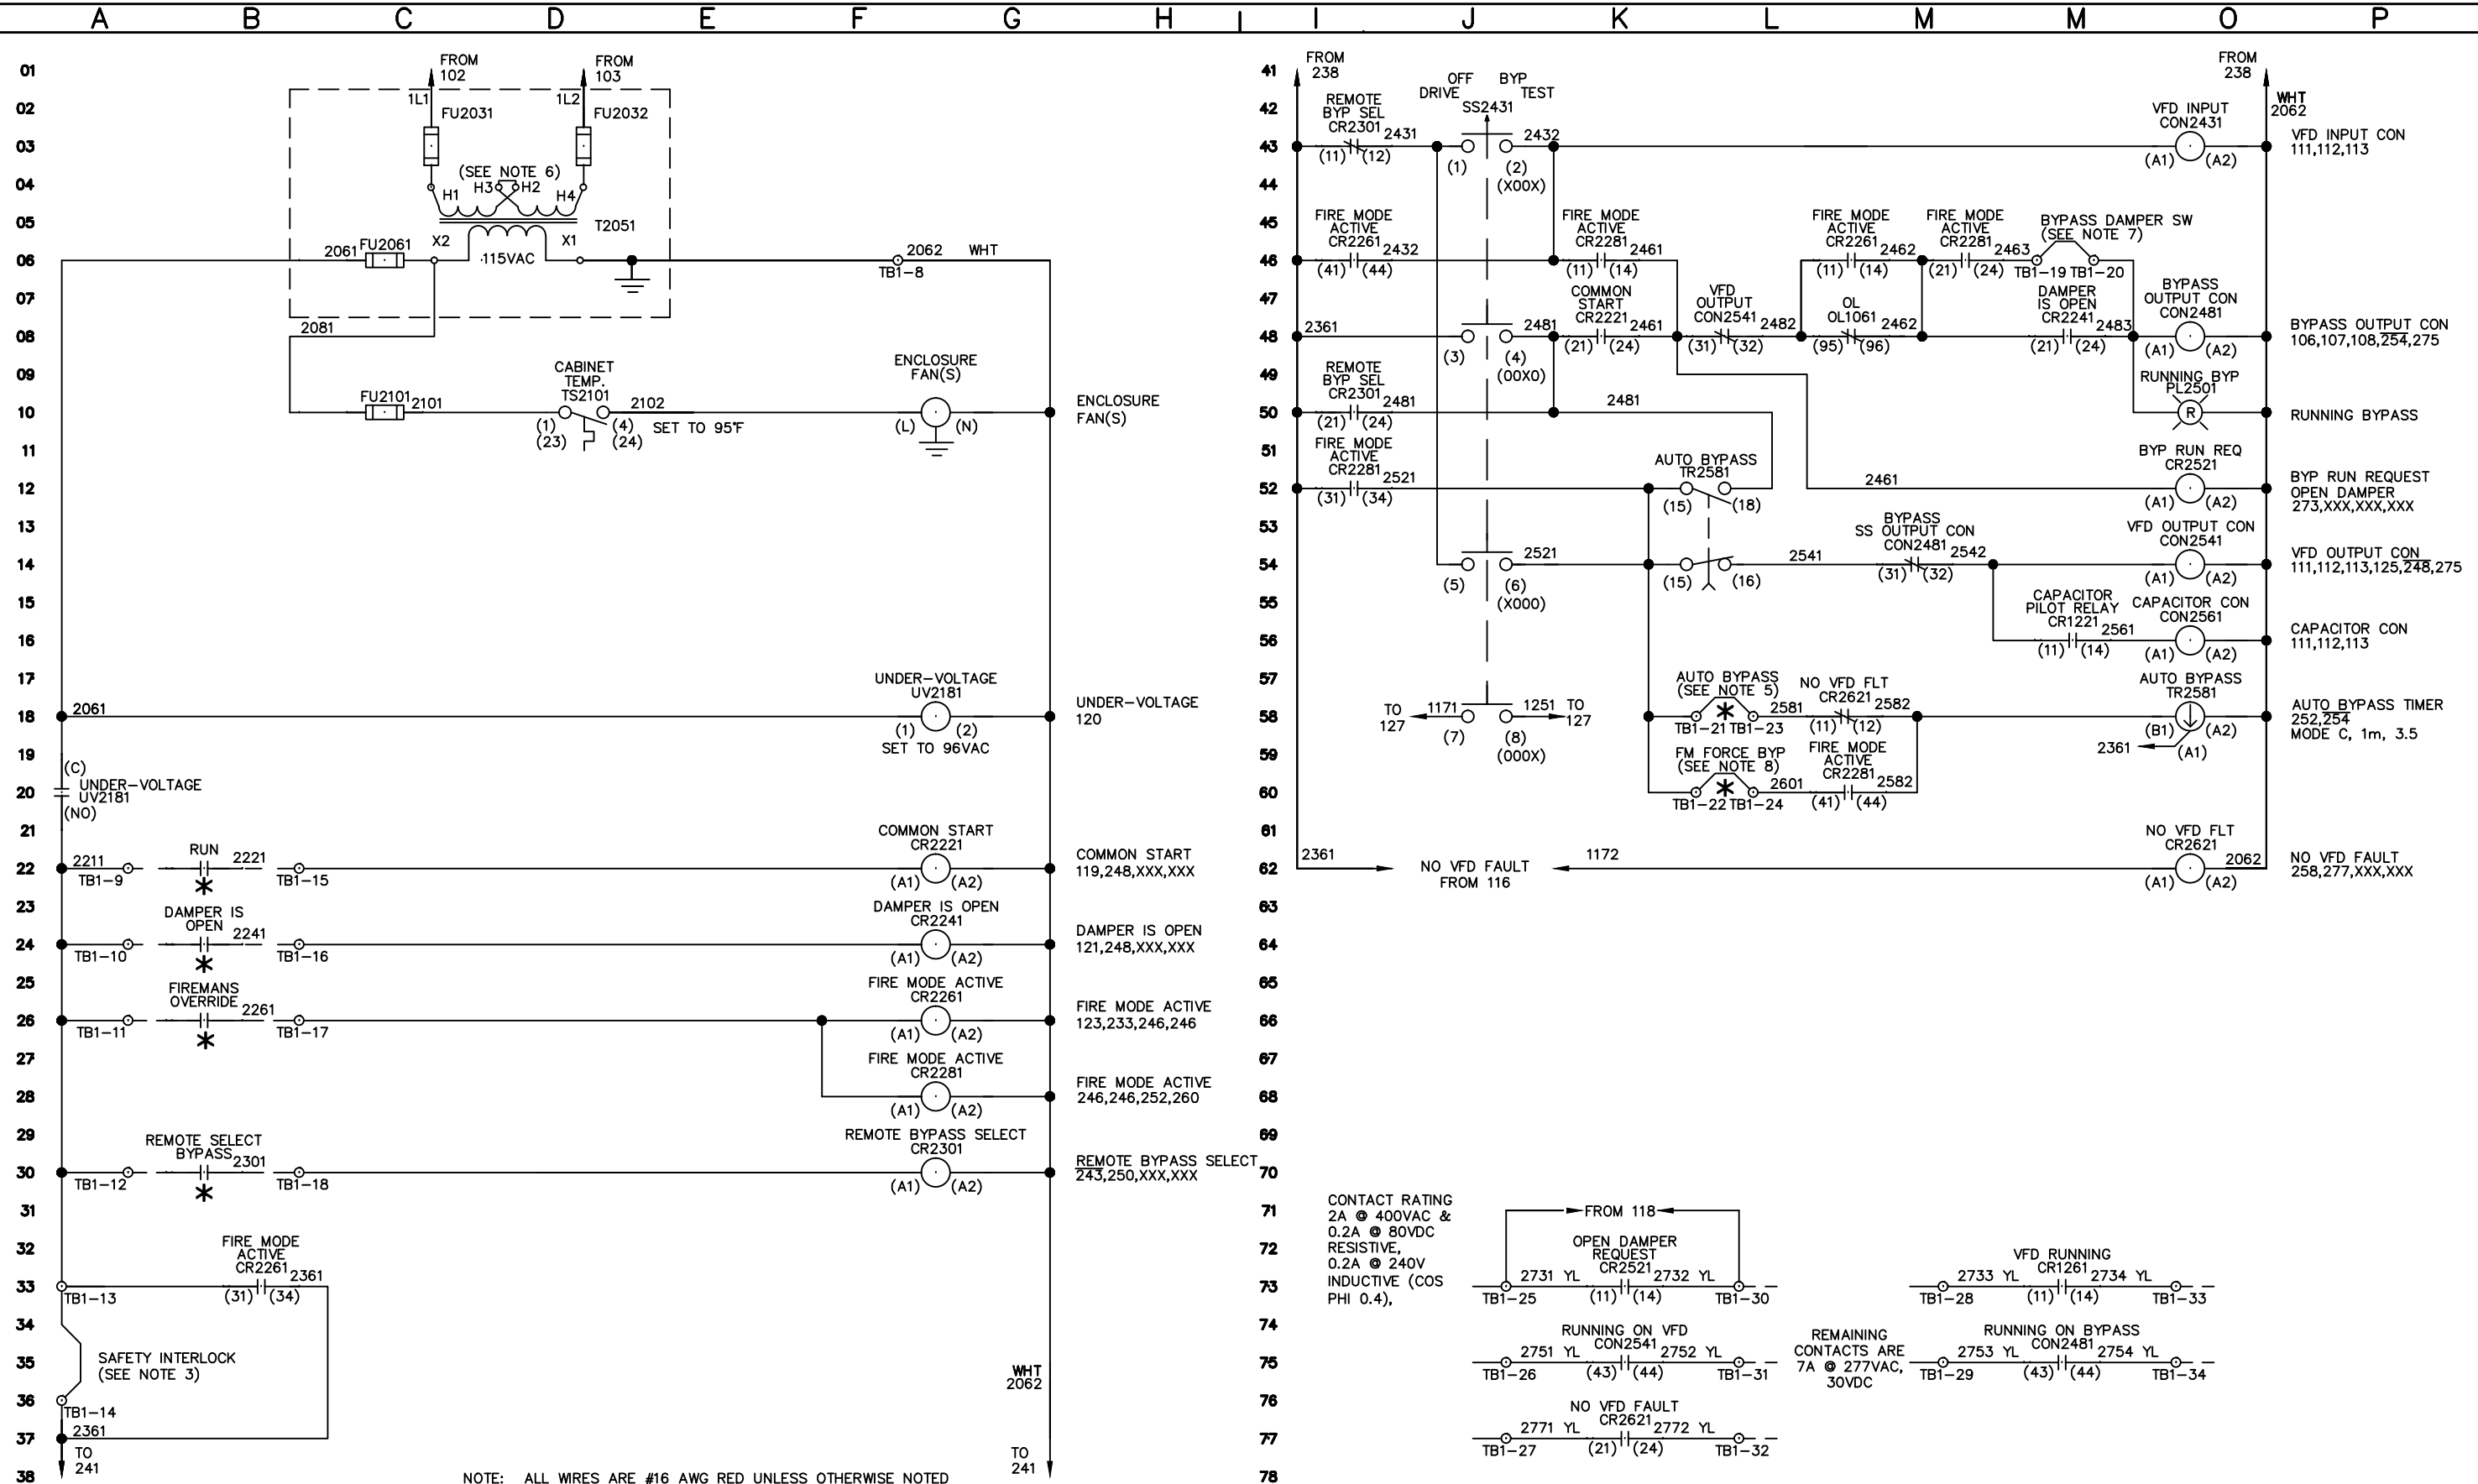 A B C D E F G H I J K L M M O P
01
02
03
04
05
06
07
08
09
10
11
12
13
14
15
16
17
18
19
20
21
22
23
24
25
26
27
28
29
30
31
32
33
34
35
36
37
38
FROM
102
FROM
103
1L1
1L2
FU2031
FU2032
(SEE NOTE 6)
H1 H3 H2 H4
T2051
2061 FU2061 X2 X1
115VAC
2062 WHT
TB1-8
2081
CABINET
TEMP.
TS2101
ENCLOSURE
FAN(S)
FU2101 2101
2102
(1)
(23)
(4)
(24)
SET TO 95°F
(L) (N)
ENCLOSURE
FAN(S)
UNDER-VOLTAGE
UV2181
2061
(1) (2)
SET TO 96VAC
UNDER-VOLTAGE
120
(C)
UNDER-VOLTAGE
UV2181
(NO)
RUN
2211 2221
TB1-9 * TB1-15
COMMON START
CR2221
(A1) (A2)
COMMON START
119,248,XXX,XXX
DAMPER IS
OPEN
2241
TB1-10 * TB1-16
DAMPER IS OPEN
CR2241
(A1) (A2)
DAMPER IS OPEN
121,248,XXX,XXX
FIREMANS
OVERRIDE
2261
TB1-11 * TB1-17
FIRE MODE ACTIVE
CR2261
(A1) (A2)
FIRE MODE ACTIVE
123,233,246,246
FIRE MODE ACTIVE
CR2281
(A1) (A2)
FIRE MODE ACTIVE
246,246,252,260
REMOTE SELECT
BYPASS
2301
TB1-12 * TB1-18
REMOTE BYPASS SELECT
CR2301
(A1) (A2)
REMOTE BYPASS SELECT
243,250,XXX,XXX
FIRE MODE
ACTIVE
CR2261
2361
TB1-13
(31) (34)
SAFETY INTERLOCK
(SEE NOTE 3)
TB1-14
2361
TO
241
WHT
2062
TO
241
NOTE: ALL WIRES ARE #16 AWG RED UNLESS OTHERWISE NOTED
41
42
43
44
45
46
47
48
49
50
51
52
53
54
55
56
57
58
59
60
61
62
63
64
65
66
67
68
69
70
71
72
73
74
75
76
77
78
FROM
238
FROM
238
WHT
2062
REMOTE
BYP SEL
CR2301
2431
(11) (12)
OFF BYP
DRIVE TEST
SS2431
2432
(1) (2)
(X00X)
VFD INPUT
CON2431
(A1) (A2)
VFD INPUT CON
111,112,113
FIRE MODE
ACTIVE
CR2261
2432
(41) (44)
FIRE MODE
ACTIVE
CR2281
2461
(11) (14)
FIRE MODE
ACTIVE
CR2261
2462
(11) (14)
FIRE MODE
ACTIVE
CR2281
2463
(21) (24)
BYPASS DAMPER SW
(SEE NOTE 7)
TB1-19 TB1-20
2361
2481
(3) (4)
(00X0)
COMMON
START
CR2221
2461
(21) (24)
VFD
OUTPUT
CON2541
2482
(31) (32)
OL
OL1061
2462
(95) (96)
DAMPER
IS OPEN
CR2241
2483
(21) (24)
BYPASS
OUTPUT CON
CON2481
(A1) (A2)
BYPASS OUTPUT CON
106,107,108,254,275
REMOTE
BYP SEL
CR2301
2481
(21) (24)
2481
RUNNING BYP
PL2501
R
RUNNING BYPASS
FIRE MODE
ACTIVE
CR2281
2521
(31) (34)
AUTO BYPASS
TR2581
(15) (18)
2461
BYP RUN REQ
CR2521
(A1) (A2)
BYP RUN REQUEST
OPEN DAMPER
273,XXX,XXX,XXX
2521
(5) (6)
(X000)
(15) (16)
2541
BYPASS
SS OUTPUT CON
CON2481
2542
(31) (32)
VFD OUTPUT CON
CON2541
(A1) (A2)
VFD OUTPUT CON
111,112,113,125,248,275
CAPACITOR
PILOT RELAY
CR1221
2561
(11) (14)
CAPACITOR CON
CON2561
(A1) (A2)
CAPACITOR CON
111,112,113
TO
127
1171 1251
TO
127
(7) (8)
(000X)
AUTO BYPASS
(SEE NOTE 5)
* 2581
TB1-21 TB1-23
NO VFD FLT
CR2621
2582
(11) (12)
AUTO BYPASS
TR2581
(B1) (A2)
2361 (A1)
AUTO BYPASS TIMER
252,254
MODE C, 1m, 3.5
FM FORCE BYP
(SEE NOTE 8)
* 2601
TB1-22 TB1-24
FIRE MODE
ACTIVE
CR2281
2582
(41) (44)
2361
NO VFD FAULT
FROM 116
1172
NO VFD FLT
CR2621
2062
(A1) (A2)
NO VFD FAULT
258,277,XXX,XXX
CONTACT RATING
2A @ 400VAC &
0.2A @ 80VDC
RESISTIVE,
0.2A @ 240V
INDUCTIVE (COS
PHI 0.4),
FROM 118
OPEN DAMPER
REQUEST
CR2521
2731 YL 2732 YL
TB1-25 (11) (14) TB1-30
VFD RUNNING
CR1261
2733 YL 2734 YL
TB1-28 (11) (14) TB1-33
RUNNING ON VFD
CON2541
2751 YL 2752 YL
TB1-26 (43) (44) TB1-31
REMAINING
CONTACTS ARE
7A @ 277VAC,
30VDC
RUNNING ON BYPASS
CON2481
2753 YL 2754 YL
TB1-29 (43) (44) TB1-34
NO VFD FAULT
CR2621
2771 YL 2772 YL
TB1-27 (21) (24) TB1-32